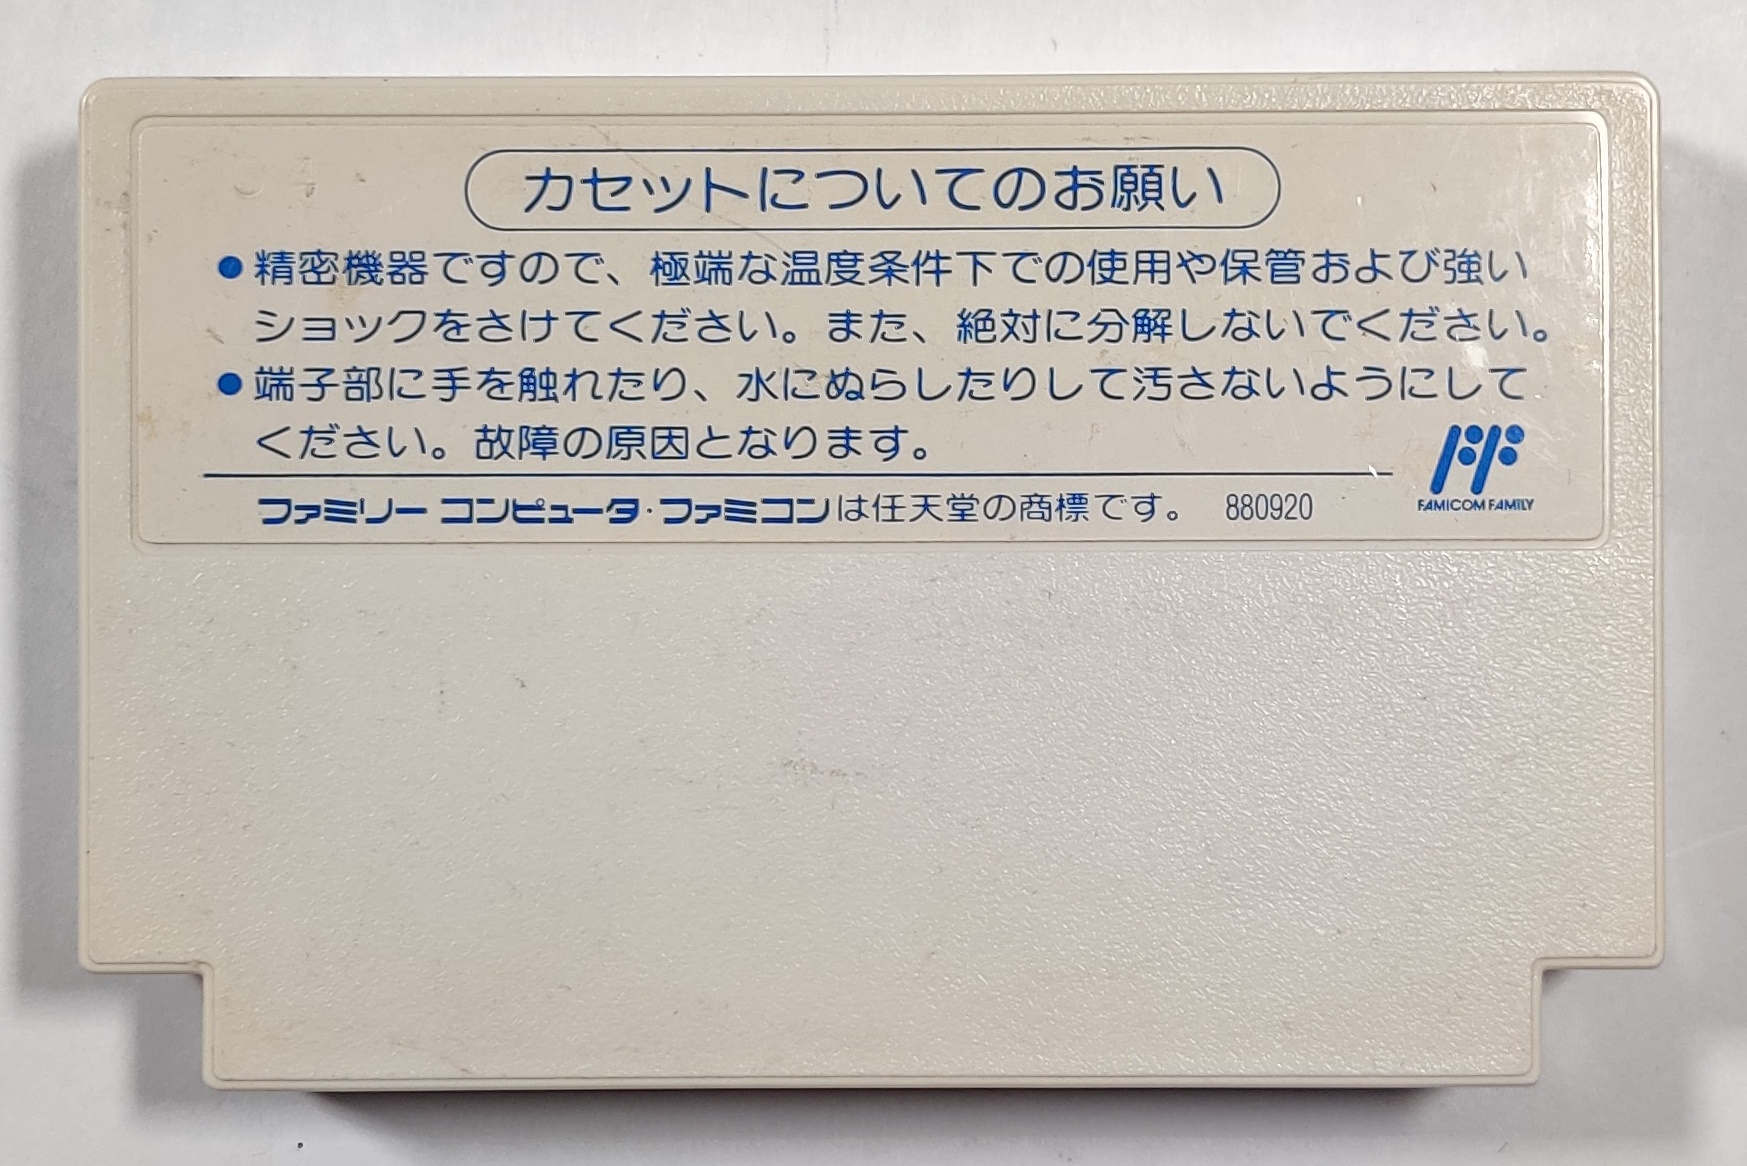 カセットについてのお願い
●精密機器ですので、極端な温度条件下での使用や保管および強い
ショックをさけてください。また、絶対に分解しないでください。
●端子部に手を触れたり、水にぬらしたりして汚さないようにして
ください。故障の原因となります。
ファミリー コンピュータ・ファミコンは任天堂の商標です。 880920
FAMICOM FAMILY